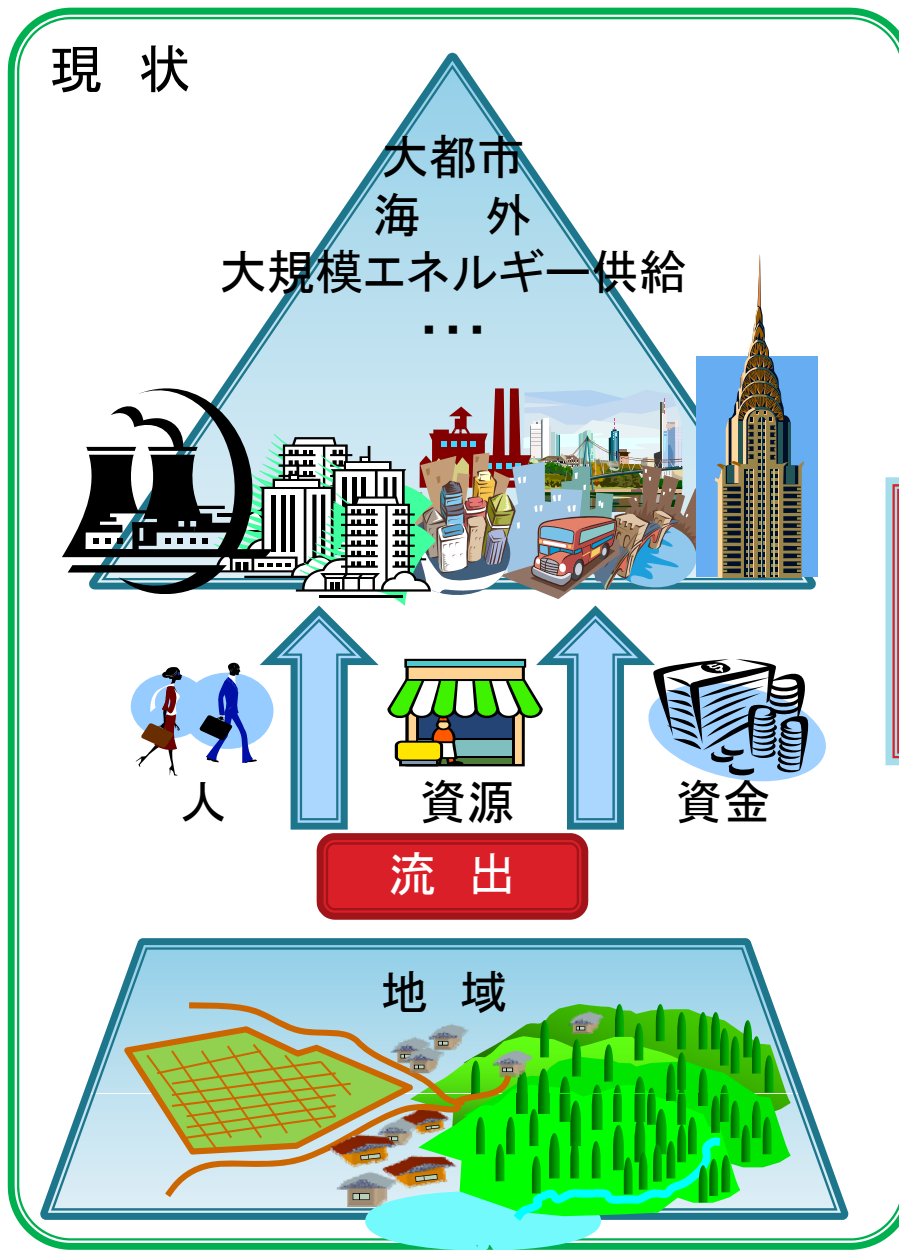 現 状
大都市
海 外
大規模エネルギー供給
・・・
人
資源
資金
流 出
地 域